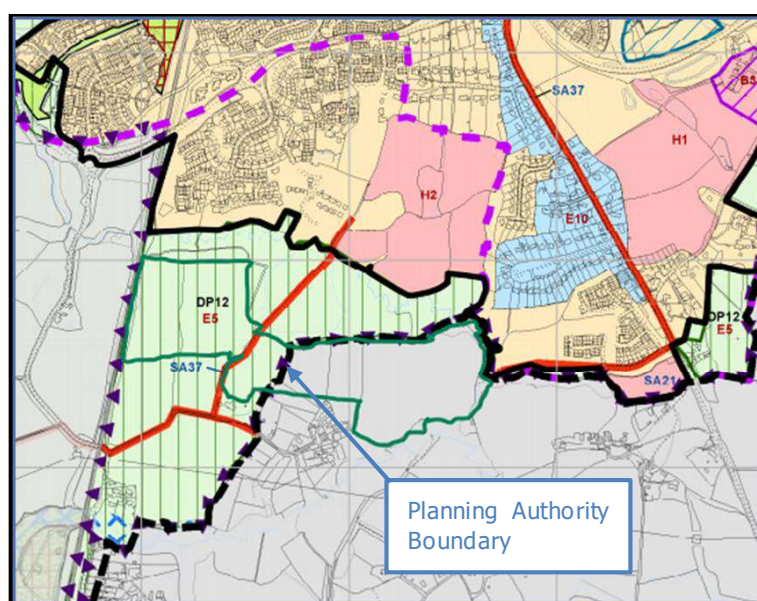 SA37
B3
H1
H2
E10
DP12
E5
DP12
E5
SA37
SA21
Planning Authority
Boundary